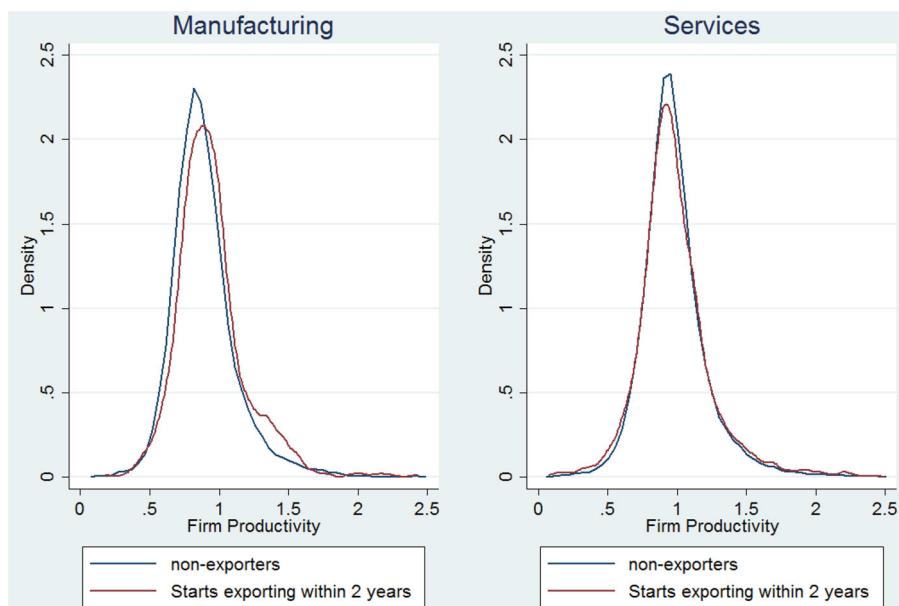 Manufacturing
2.5
2
1.5
1
.5
0
Density
0 .5 1 1.5 2 2.5
Firm Productivity
non-exporters
Starts exporting within 2 years
Services
2.5
2
1.5
1
.5
0
Density
0 .5 1 1.5 2 2.5
Firm Productivity
non-exporters
Starts exporting within 2 years